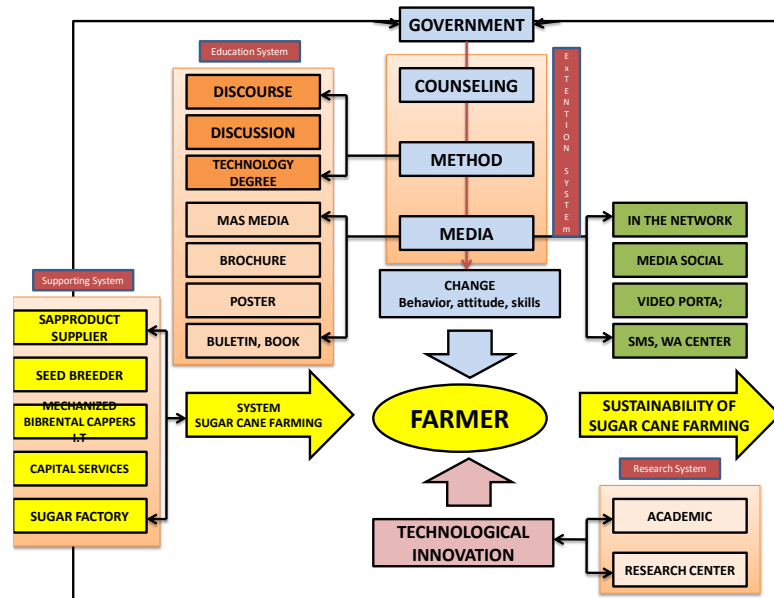 GOVERNMENT
Education System
DISCOURSE
DISCUSSION
TECHNOLOGY
DEGREE
MAS MEDIA
BROCHURE
POSTER
BULETIN, BOOK
COUNSELING
METHOD
MEDIA
ExTENTION SYSTEm
CHANGE
Behavior, attitude, skills
IN THE NETWORK
MEDIA SOCIAL
VIDEO PORTA;
SMS, WA CENTER
Supporting System
SAPPRODUCT
SUPPLIER
SEED BREEDER
MECHANIZED
BIBRENTAL CAPPERS
I.T
CAPITAL SERVICES
SUGAR FACTORY
SYSTEM
SUGAR CANE FARMING
FARMER
SUSTAINABILITY OF
SUGAR CANE FARMING
TECHNOLOGICAL
INNOVATION
Research System
ACADEMIC
RESEARCH CENTER